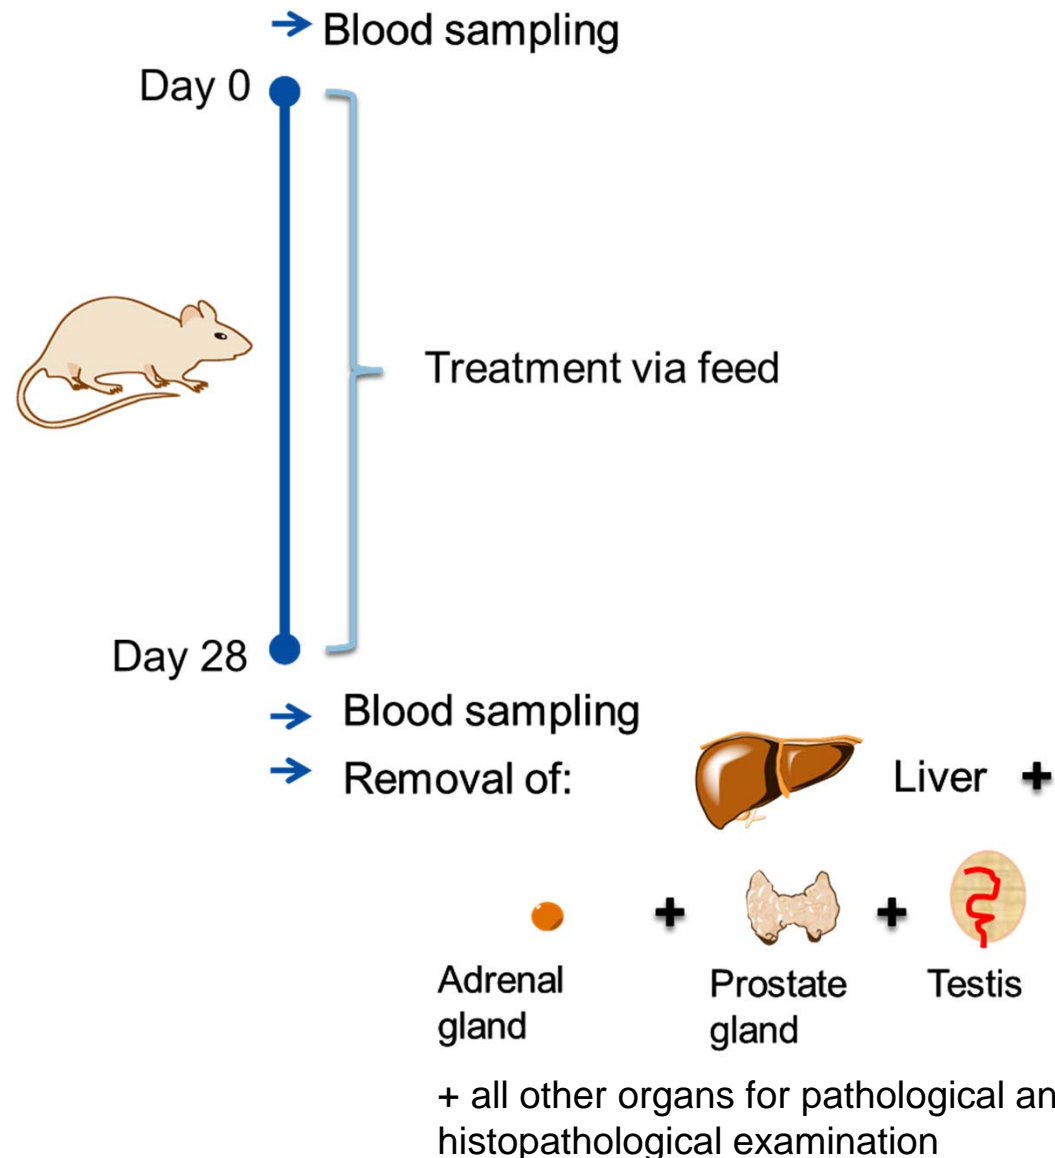 Blood sampling
Day 0
Treatment via feed
Day 28
Blood sampling
Removal of:
Liver +
+ +
Adrenal gland
Prostate gland
Testis
+ all other organs for pathological an
histopathological examination